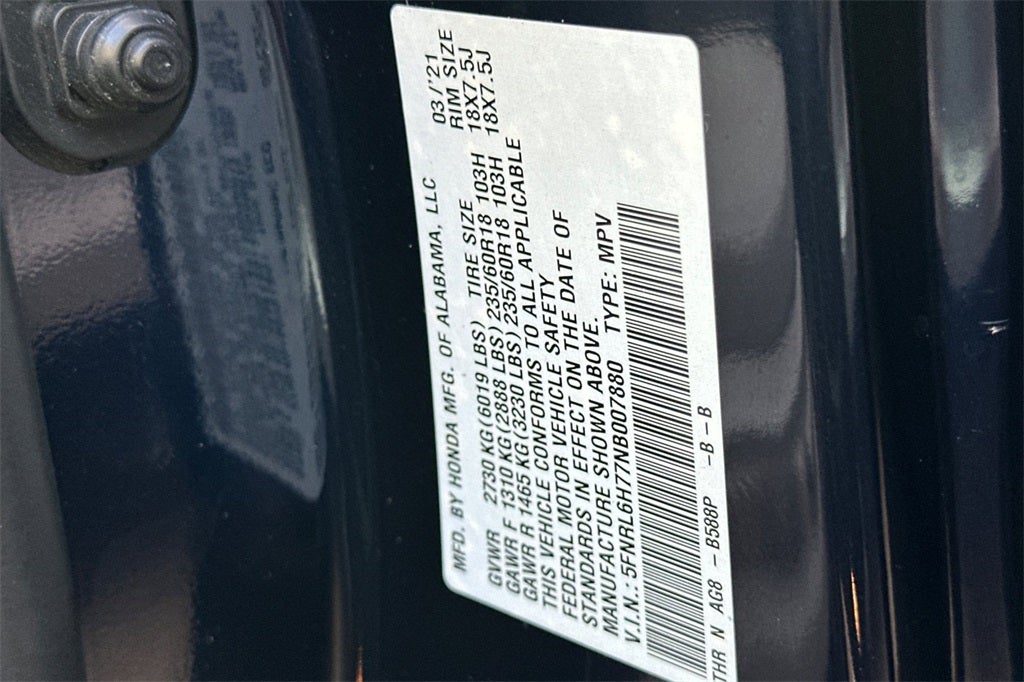 MFD. BY HONDA MFG. OF ALABAMA, LLC 03/'21
GVWR 2730 KG (6019 LBS) TIRE SIZE RIM SIZE
GAWR F 1310 KG (2888 LBS) 235/60R18 103H 18X7.5J
GAWR R 1465 KG (3230 LBS) 235/60R18 103H 18X7.5J
THIS VEHICLE CONFORMS TO ALL APPLICABLE
FEDERAL MOTOR VEHICLE SAFETY
STANDARDS IN EFFECT ON THE DATE OF
MANUFACTURE SHOWN ABOVE.
V.I.N.: 5FNRL6H77NB007880 TYPE: MPV
THR N AG8 - B588P -B-B